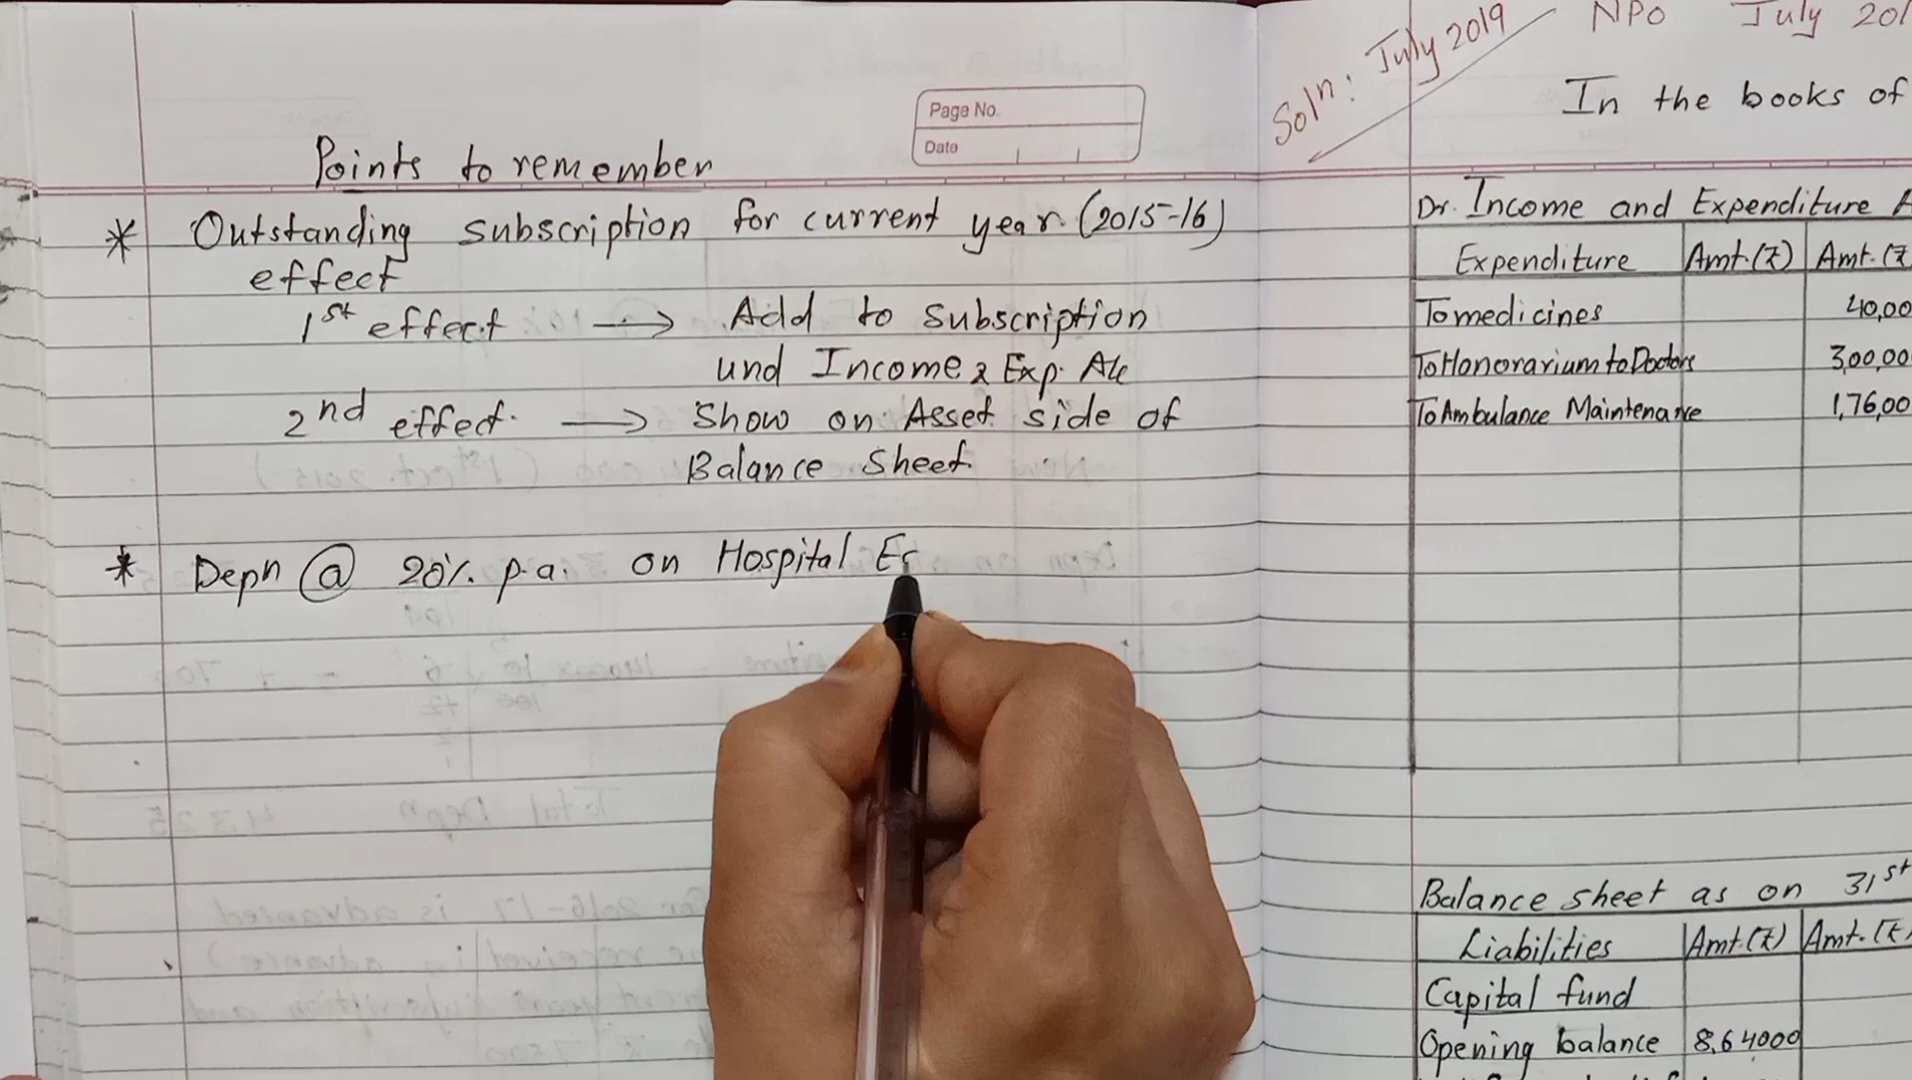 Points to remember
Page No.
Date
* Outstanding subscription for current year (2015-16)
effect
1st effect → Add to subscription
und Income & Exp. A/c
2nd effect. → Show on Asset side of
Balance Sheet
* Depn @ 20% p.a. on Hospital
Soln: July 2019
NPO July 201
In the books of
Dr. Income and Expenditure A
Expenditure Amt.(₹) Amt.(₹
To medicines 40,00
To Honorarium to Doctors 3,00,00
To Ambulance Maintenance 1,76,00
Balance sheet as on 31st
Liabilities Amt.(₹) Amt.(₹)
Capital fund
Opening balance 8,64000